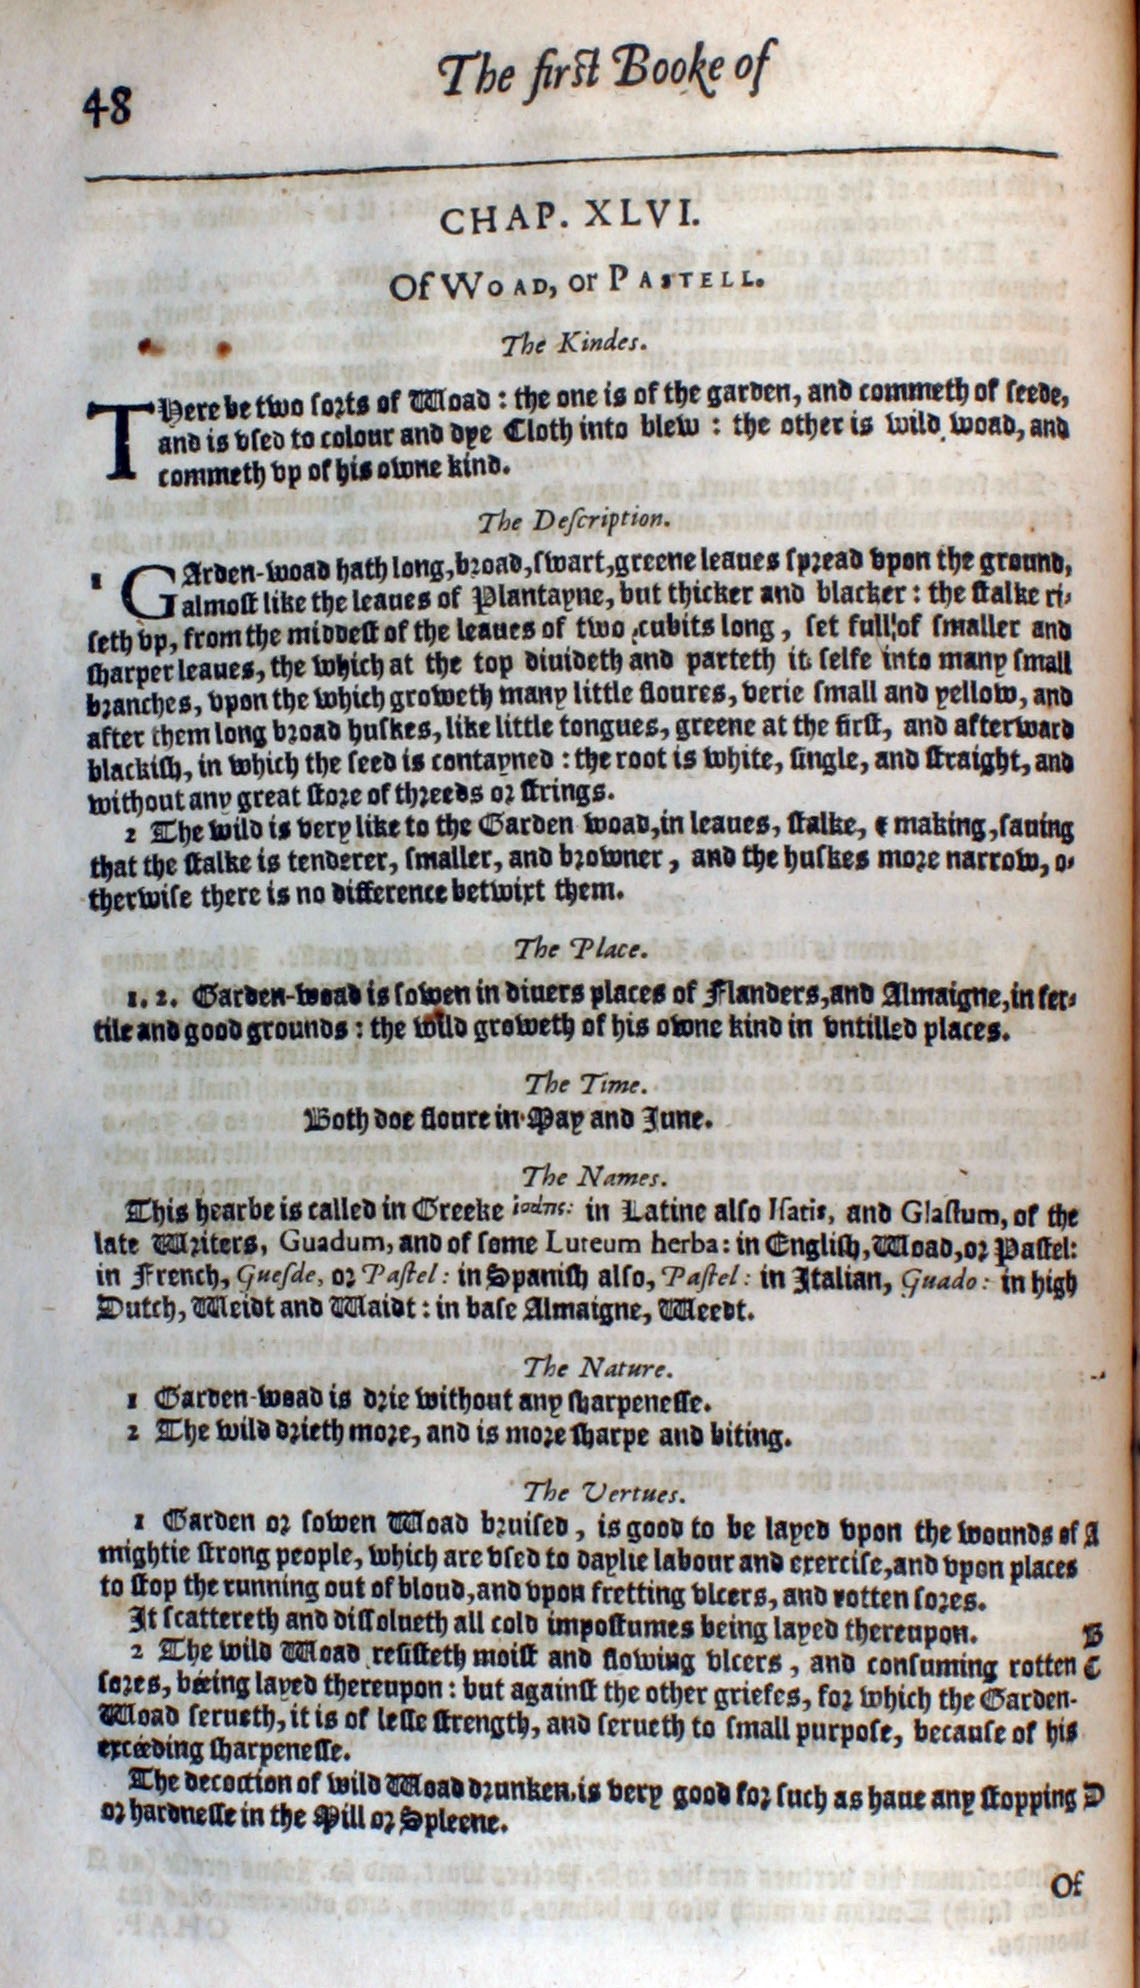 48
The first Booke of
CHAP. XLVI.
Of WOAD, or PASTELL.
The Kindes.
THere be two sorts of Woad : the one is of the garden, and commeth of seede,
and is vsed to colour and dye Cloth into blew : the other is wild woad, and
commeth vp of his owne kind.
The Description.
1 GArden-woad hath long, broad, swart, greene leaues spread vpon the ground,
almost like the leaues of Plantayne, but thicker and blacker : the stalke ri-
seth vp, from the middest of the leaues of two cubits long, set full of smaller and
sharper leaues, the which at the top diuideth and parteth it selfe into many small
branches, vpon the which groweth many little floures, verie small and yellow, and
after them long broad huskes, like little tongues, greene at the first, and afterward
blackish, in which the seed is contayned : the root is white, single, and straight, and
without any great store of threeds or strings.
2 The wild is very like to the Garden woad, in leaues, stalke, & making, sauing
that the stalke is tenderer, smaller, and browner, and the huskes more narrow, o-
therwise there is no difference betwixt them.
The Place.
1. 2. Garden-woad is sowen in diuers places of Flanders, and Almaigne, in fer-
tile and good grounds : the wild groweth of his owne kind in vntilled places.
The Time.
Both doe floure in May and June.
The Names.
This hearbe is called in Greeke ἰσάτις: in Latine also Isatis, and Glastum, of the
late Writers, Guadum, and of some Luteum herba: in English, Woad, or Pastel:
in French, Guesde, or Pastel : in Spanish also, Pastel : in Italian, Guado : in high
Dutch, Weidt and Waidt : in base Almaigne, Weedt.
The Nature.
1 Garden-woad is drie without any sharpenesse.
2 The wild drieth more, and is more sharpe and biting.
The Vertues.
1 Garden or sowen Woad bruised, is good to be layed vpon the wounds of A
mightie strong people, which are vsed to daylie labour and exercise, and vpon places
to stop the running out of bloud, and vpon fretting vlcers, and rotten sores.
It scattereth and dissolueth all cold impostumes being layed thereupon. B
2 The wild Woad resisteth moist and flowing vlcers, and consuming rotten C
sores, being layed thereupon : but against the other griefes, for which the Garden-
Woad serueth, it is of lesse strength, and serueth to small purpose, because of his
exceeding sharpenesse.
The decoction of wild Woad drunken, is very good for such as haue any stopping D
or hardnesse in the Mill or Spleene.
Of